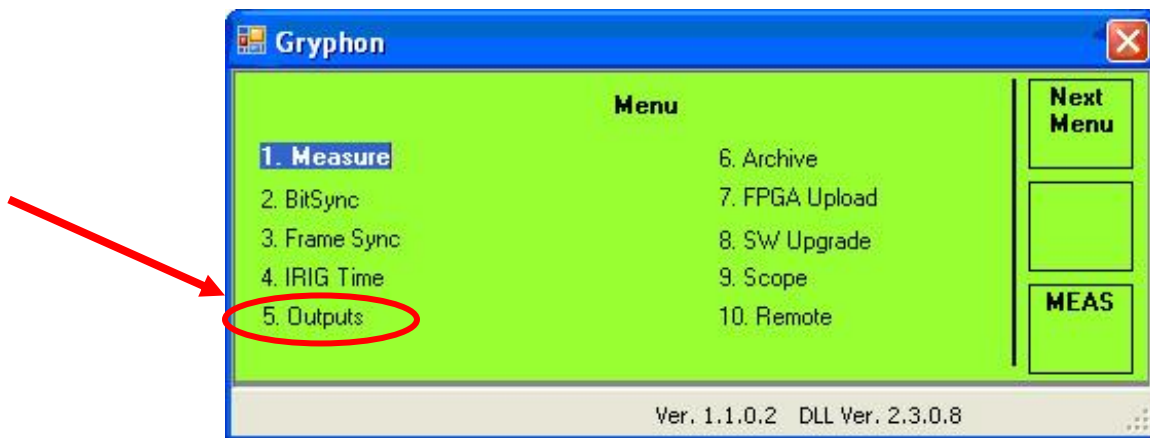 Gryphon
Menu
1. Measure
2. BitSync
3. Frame Sync
4. IRIG Time
5. Outputs
6. Archive
7. FPGA Upload
8. SW Upgrade
9. Scope
10. Remote
Next
Menu
MEAS
Ver. 1.1.0.2 DLL Ver. 2.3.0.8